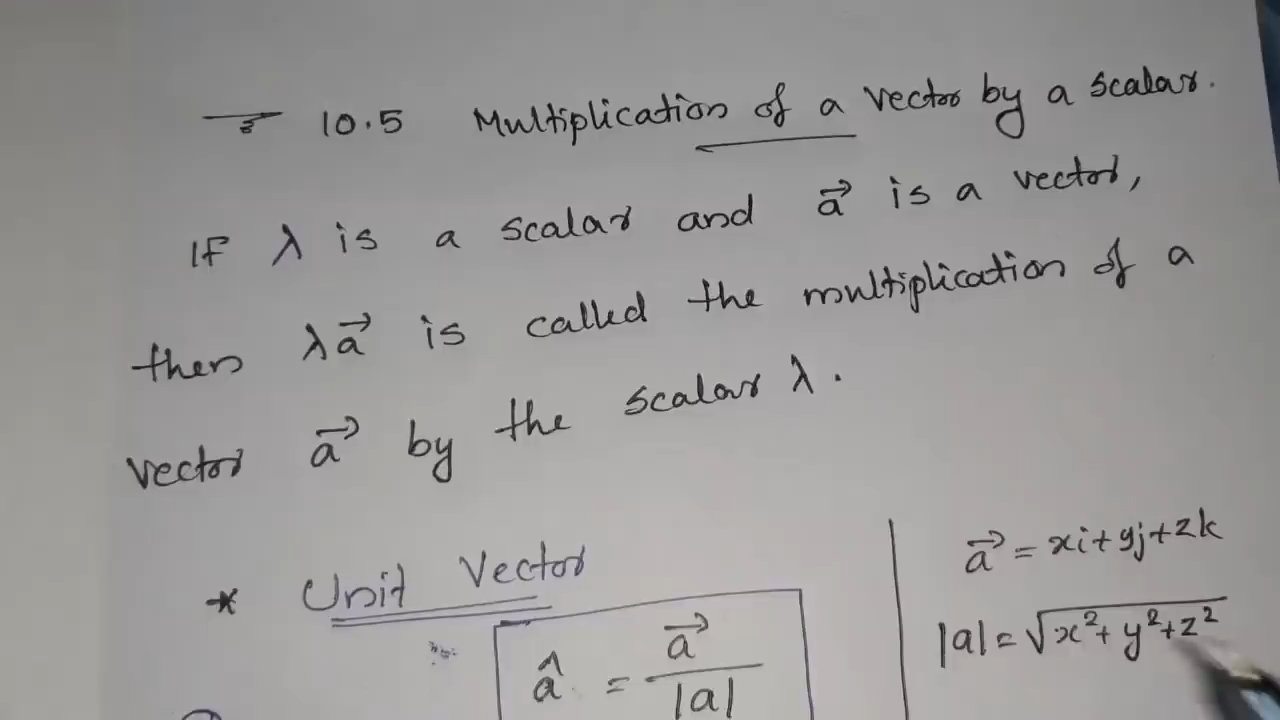 10.5 Multiplication of a vector by a scalar.
If λ is a scalar and a⃗ is a vector,
then λa⃗ is called the multiplication of a
vector a⃗ by the scalar λ.
* Unit Vector
â = a⃗ / |a|
a⃗ = xi+yj+zk
|a| = √x²+y²+z²